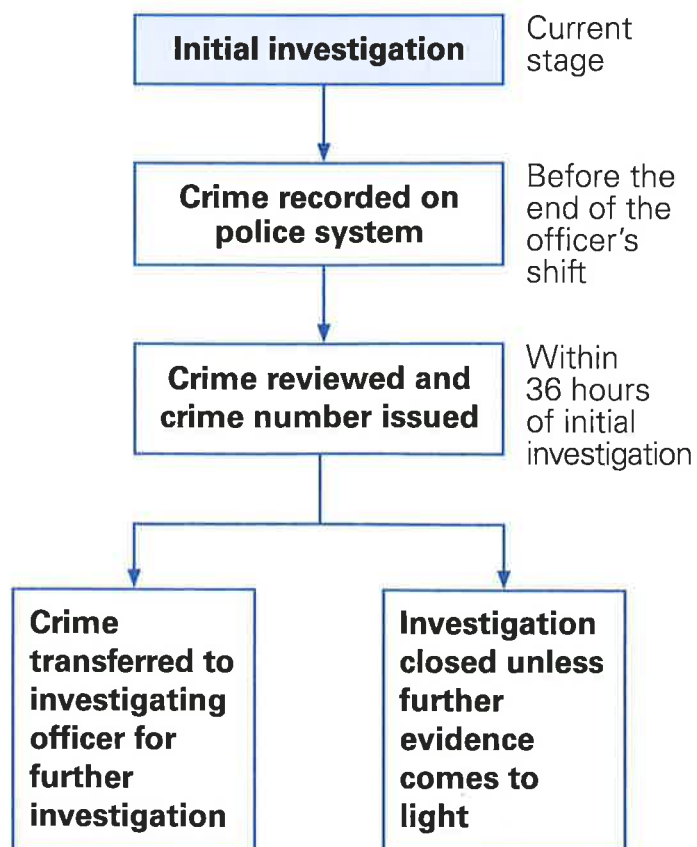 Initial investigation
Current
stage
Crime recorded on
police system
Before the
end of the
officer's
shift
Crime reviewed and
crime number issued
Within
36 hours
of initial
investigation
Crime
transferred to
investigating
officer for
further
investigation
Investigation
closed unless
further
evidence
comes to
light